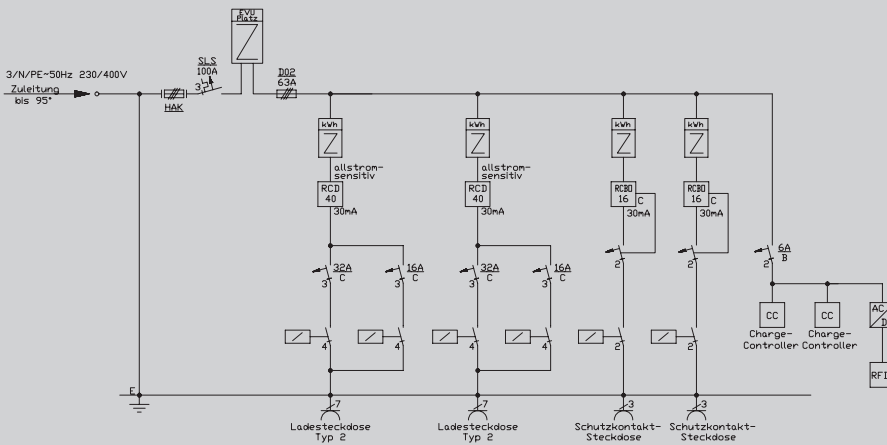 EVU
Platz
3/N/PE~50Hz 230/400V
Zuleitung
bis 95°
HAK
SLS
100A
3
D02
63A
kWh
kWh
kWh
kWh
allstrom-
sensitiv
allstrom-
sensitiv
RCD
40
30mA
RCD
40
30mA
RCBO
16
C
30mA
RCBO
16
C
30mA
32A
C
3
16A
C
3
32A
C
3
16A
C
3
2
2
6A
B
2
CC
CC
AC
D
Charge-
Controller
Charge-
Controller
RFI
4
4
4
4
2
2
E
7
7
3
3
Ladesteckdose
Typ 2
Ladesteckdose
Typ 2
Schutzkontakt-
Steckdose
Schutzkontakt-
Steckdose